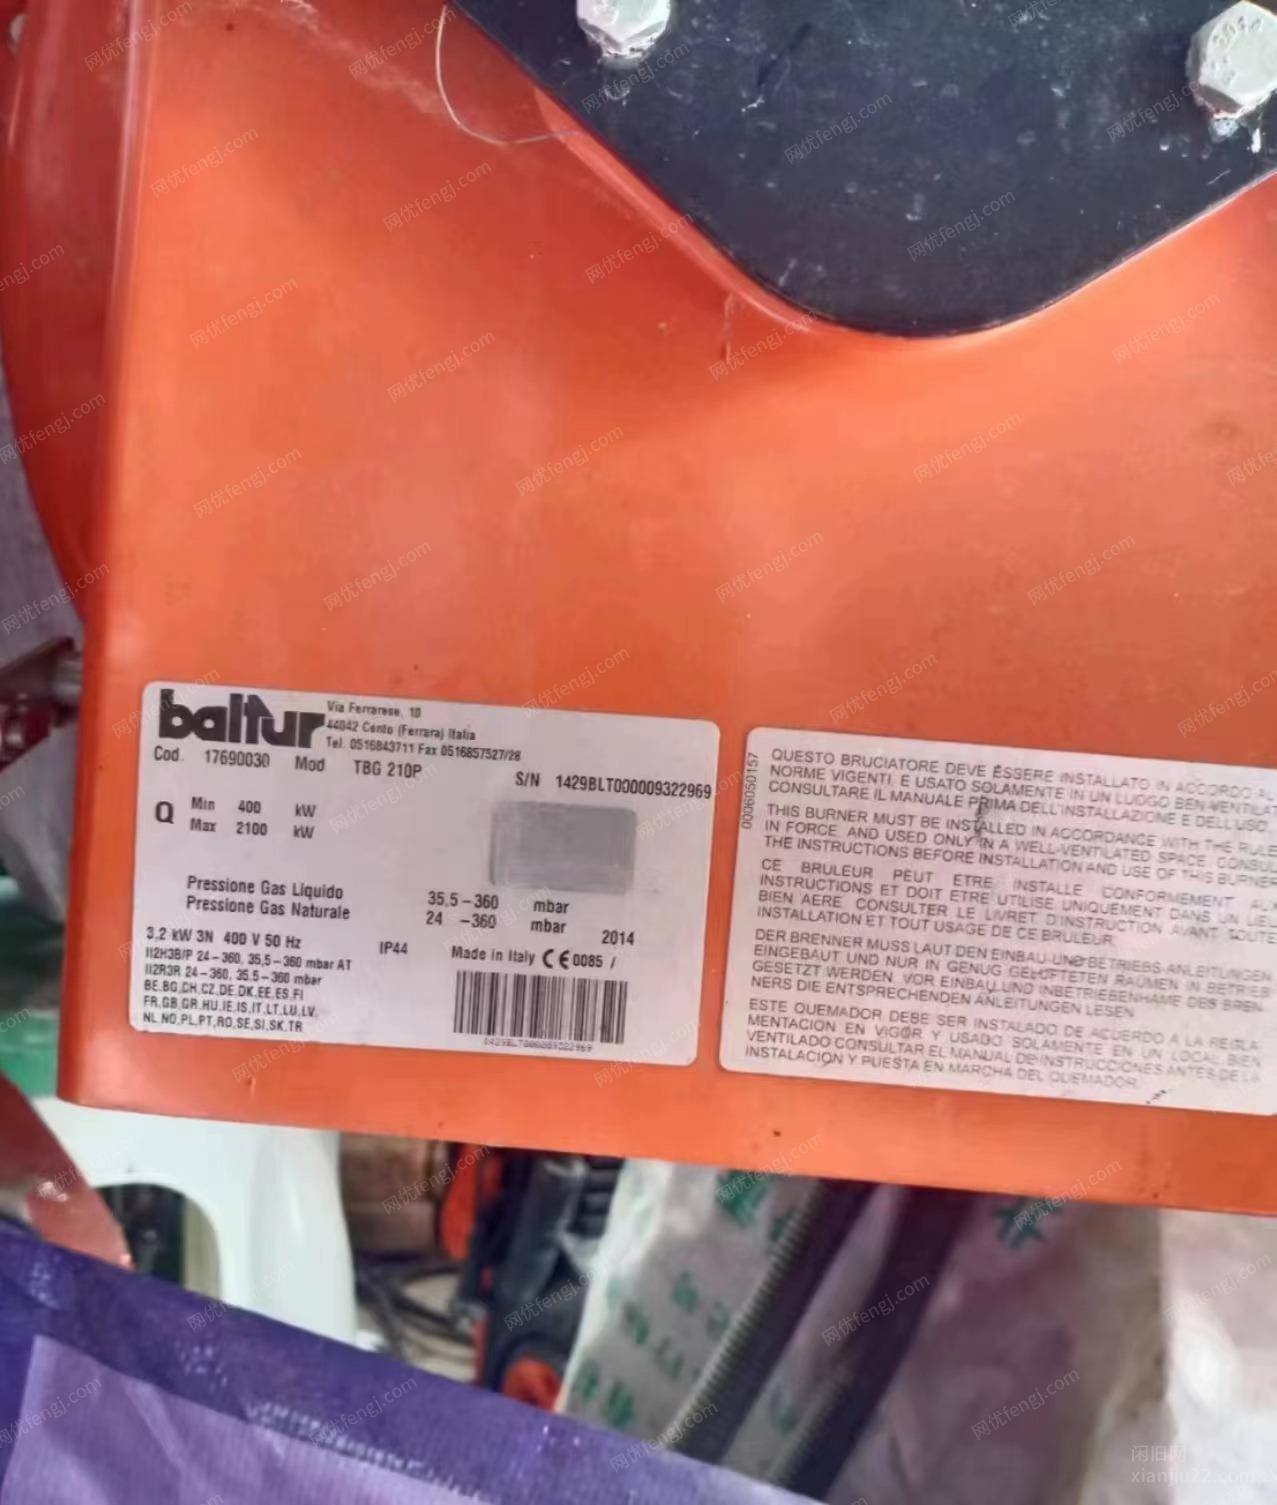 baltur
Via Ferrarese, 10
44042 Cento (Ferrara) Italia
Tel. 0516843711 Fax 0516857527/28
Cod. 17690030 Mod TBG 210P
S/N 1429BLT000009322969
Q Min 400 kW
Max 2100 kW
Pressione Gas Liquido 35,5-360 mbar
Pressione Gas Naturale 24 -360 mbar
2014
3,2 kW 3N 400 V 50 Hz IP44 Made in Italy CE 0085 /
II2H3B/P 24-360, 35,5-360 mbar AT
II2R3R 24-360, 35.5-360 mbar
BE,BG,CH,CZ,DE,DK,EE,ES,FI
FR,GB,GR,HU,IE,IS,IT,LT,LU,LV,
NL,NO,PL,PT,RO,SE,SI,SK,TR
1429BLT000009322969
0006050157
QUESTO BRUCIATORE DEVE ESSERE INSTALLATO IN ACCORDO AL
NORME VIGENTI, E USATO SOLAMENTE IN UN LUOGO BEN VENTILAT
CONSULTARE IL MANUALE PRIMA DELL'INSTALLAZIONE E DELL'USO.
THIS BURNER MUST BE INSTALLED IN ACCORDANCE WITH THE RULE
IN FORCE, AND USED ONLY IN A WELL-VENTILATED SPACE. CONSUL
THE INSTRUCTIONS BEFORE INSTALLATION AND USE OF THIS BURNER
CE BRULEUR PEUT ETRE INSTALLE CONFORMEMENT AUX
INSTRUCTIONS ET DOIT ETRE UTILISE UNIQUEMENT DANS UN LIEU
BIEN AERE. CONSULTER LE LIVRET D'INSTRUCTION AVANT TOUTE
INSTALLATION ET TOUT USAGE DE CE BRULEUR.
DER BRENNER MUSS LAUT DEN EINBAU-UND BETRIEBS-ANLEITUNGEN
EINGEBAUT UND NUR IN GENUG GELÜFTETEN RÄUMEN IN BETRIEB
GESETZT WERDEN. VOR EINBAU UND INBETRIEBENHAME DES BREN-
NERS DIE ENTSPRECHENDEN ANLEITUNGEN LESEN.
ESTE QUEMADOR DEBE SER INSTALADO DE ACUERDO A LA REGLA-
MENTACION EN VIGOR Y USADO SOLAMENTE EN UN LOCAL BIEN
VENTILADO CONSULTAR EL MANUAL DE INSTRUCCIONES ANTES DE LA
INSTALACION Y PUESTA EN MARCHA DEL QUEMADOR.
网优fengj.com
闲旧网
xianjiu22.com